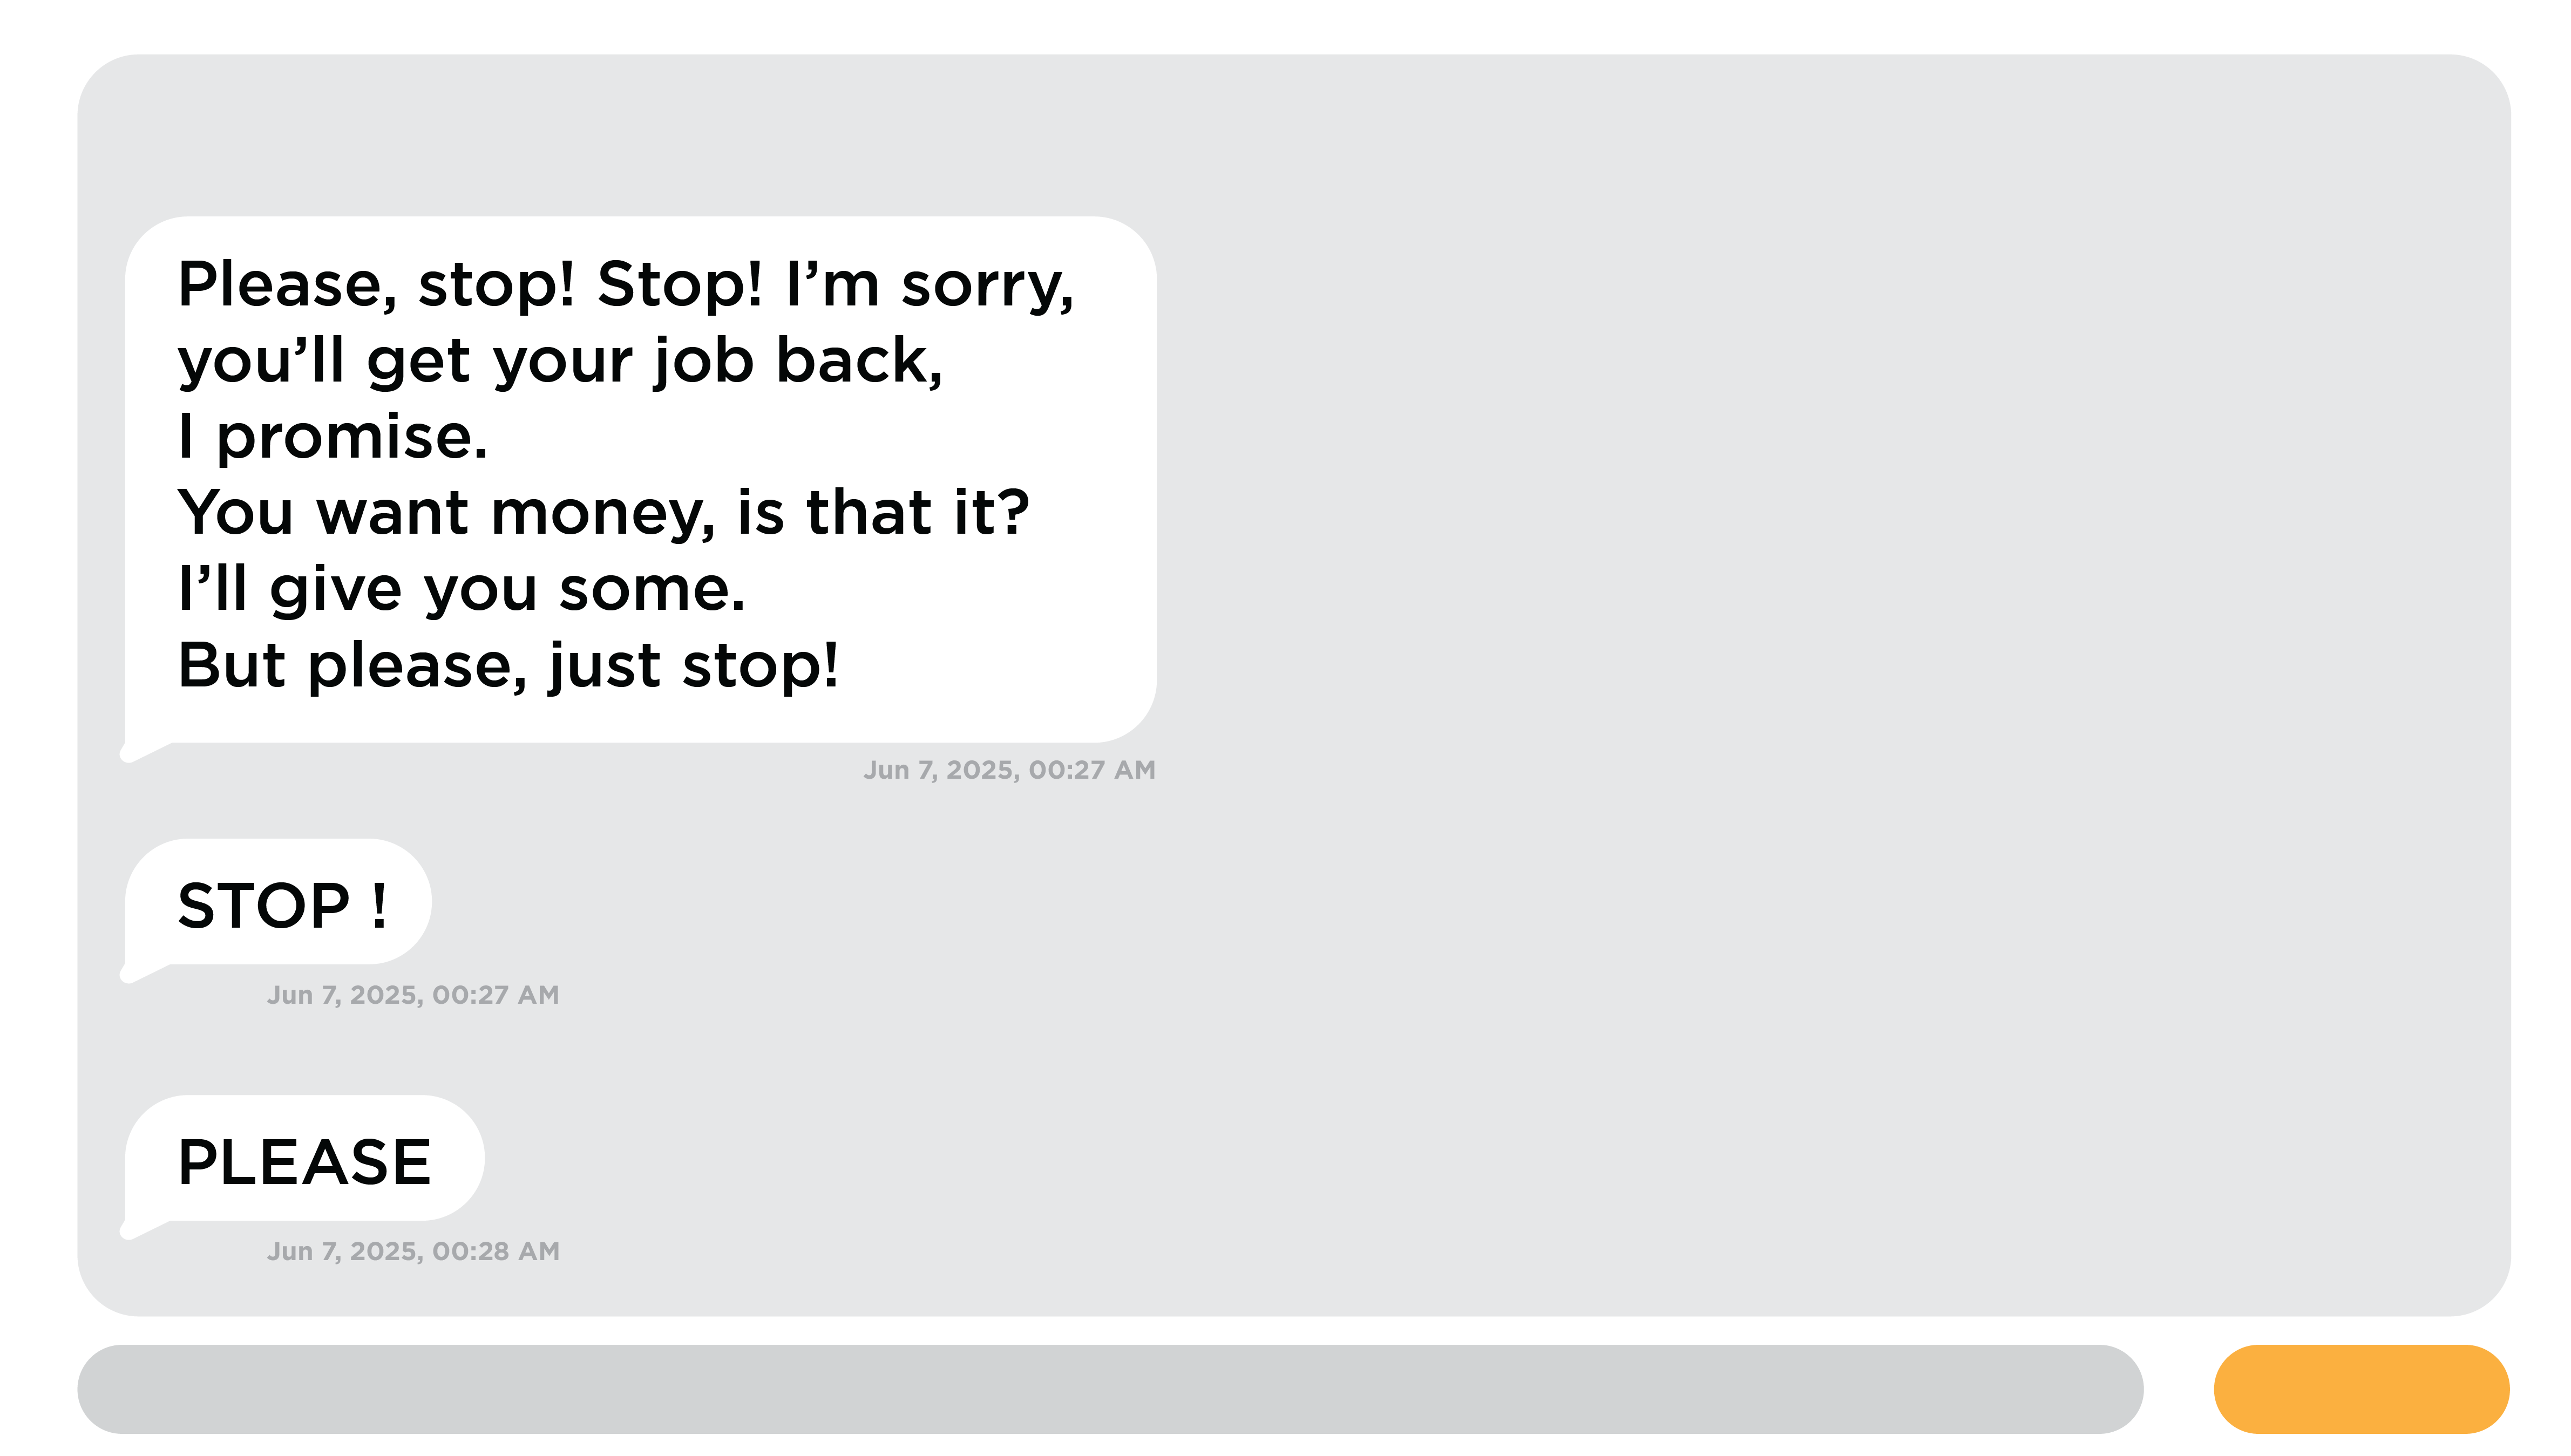 Please, stop! Stop! I’m sorry,
you’ll get your job back,
I promise.
You want money, is that it?
I’ll give you some.
But please, just stop!
Jun 7, 2025, 00:27 AM
STOP !
Jun 7, 2025, 00:27 AM
PLEASE
Jun 7, 2025, 00:28 AM